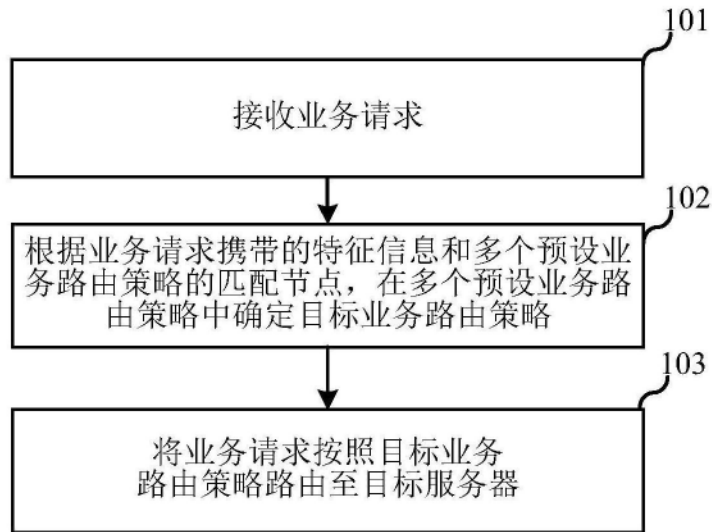 101
接收业务请求
102
根据业务请求携带的特征信息和多个预设业
务路由策略的匹配节点，在多个预设业务路
由策略中确定目标业务路由策略
103
将业务请求按照目标业务
路由策略路由至目标服务器